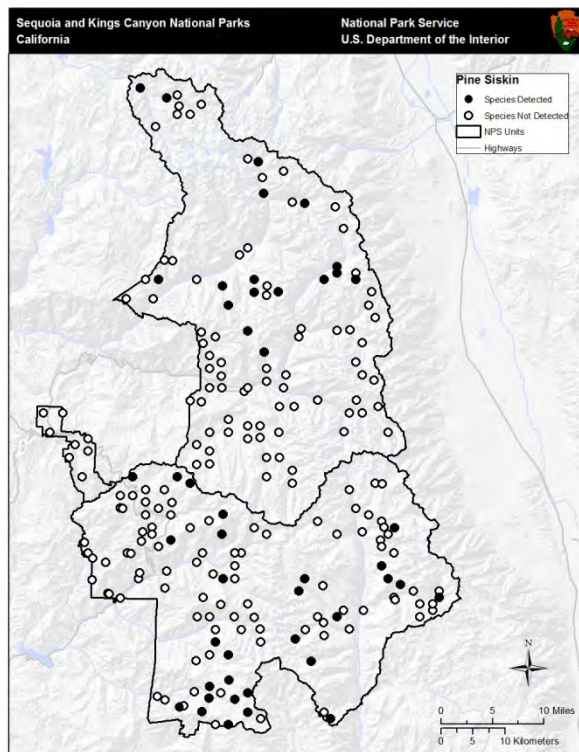 Sequoia and Kings Canyon National Parks
California
National Park Service
U.S. Department of the Interior
Pine Siskin
Species Detected
Species Not Detected
NPS Units
Highways
N
0 5 10 Miles
0 5 10 Kilometers